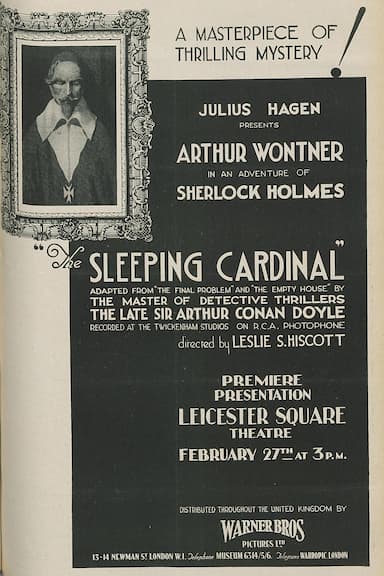 A MASTERPIECE OF
THRILLING MYSTERY !
JULIUS HAGEN
PRESENTS
ARTHUR WONTNER
IN AN ADVENTURE OF
SHERLOCK HOLMES
"The SLEEPING CARDINAL"
ADAPTED FROM "THE FINAL PROBLEM" AND "THE EMPTY HOUSE" BY
THE MASTER OF DETECTIVE THRILLERS
THE LATE SIR ARTHUR CONAN DOYLE
RECORDED AT THE TWICKENHAM STUDIOS ON R.C.A. PHOTOPHONE
directed by LESLIE S. HISCOTT
PREMIERE
PRESENTATION
LEICESTER SQUARE
THEATRE
FEBRUARY 27TH AT 3 P.M.
DISTRIBUTED THROUGHOUT THE UNITED KINGDOM BY
WARNER BROS
PICTURES LTD
13-14 NEWMAN ST LONDON W.1. Telephone MUSEUM 6314/5/6. Telegrams WARDOPIC LONDON